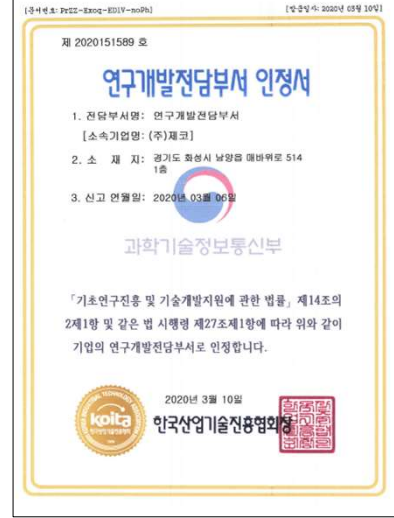 [문서번호: PrZZ-Exoq-KDIV-noPh]
[발급일자: 2020년 03월 10일]
제 2020151589 호
연구개발전담부서 인정서
1. 전담부서명: 연구개발전담부서
[소속기업명: (주)제코]
2. 소 재 지: 경기도 화성시 남양읍 매바위로 514
1층
3. 신고 연월일: 2020년 03월 06일
과학기술정보통신부
「기초연구진흥 및 기술개발지원에 관한 법률」 제14조의
2제1항 및 같은 법 시행령 제27조제1항에 따라 위와 같이
기업의 연구개발전담부서로 인정합니다.
2020년 3월 10일
koita
한국산업기술진흥협회장